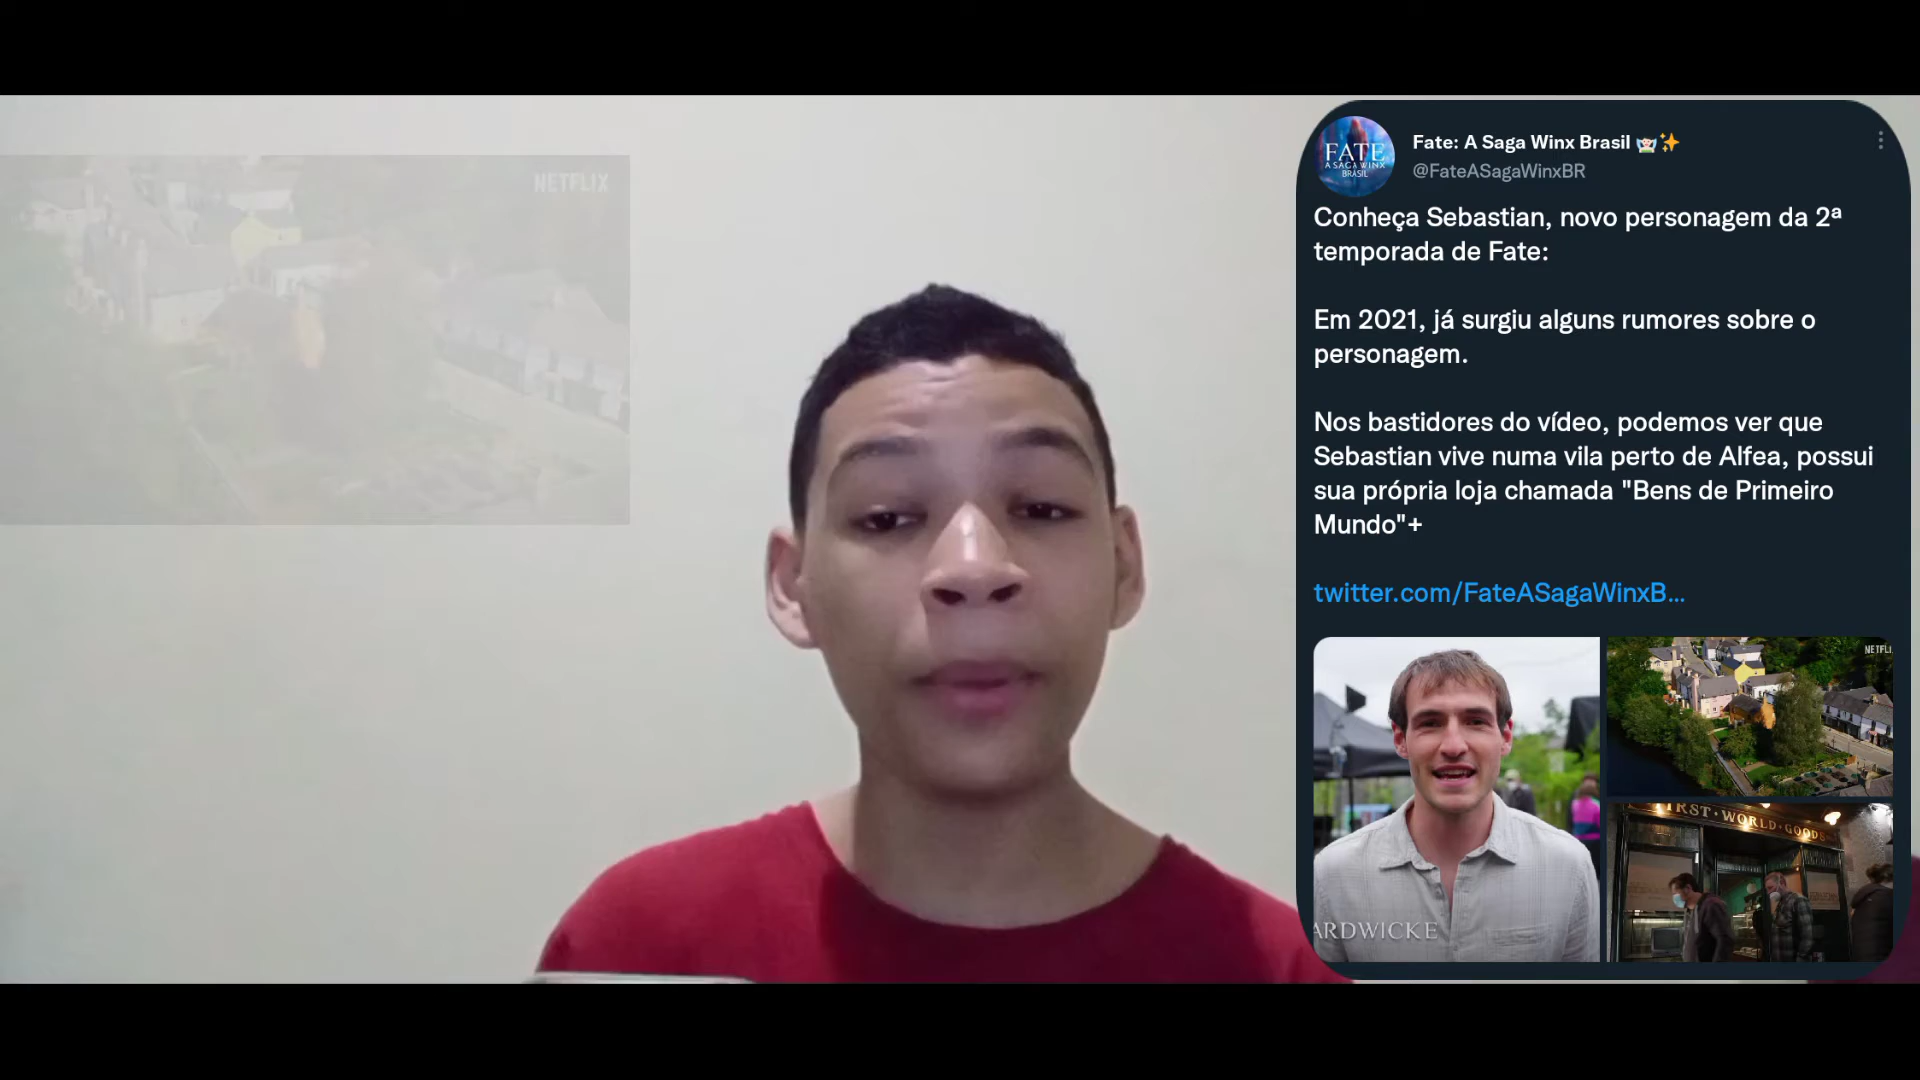 NETFLIX
FATE
A SAGA WINX
BRASIL
Fate: A Saga Winx Brasil 🧚🏻✨
@FateASagaWinxBR
Conheça Sebastian, novo personagem da 2ª
temporada de Fate:
Em 2021, já surgiu alguns rumores sobre o
personagem.
Nos bastidores do vídeo, podemos ver que
Sebastian vive numa vila perto de Alfea, possui
sua própria loja chamada "Bens de Primeiro
Mundo"+
twitter.com/FateASagaWinxB...
ARDWICKE
NETFLI
IRST·WORLD·GOODS